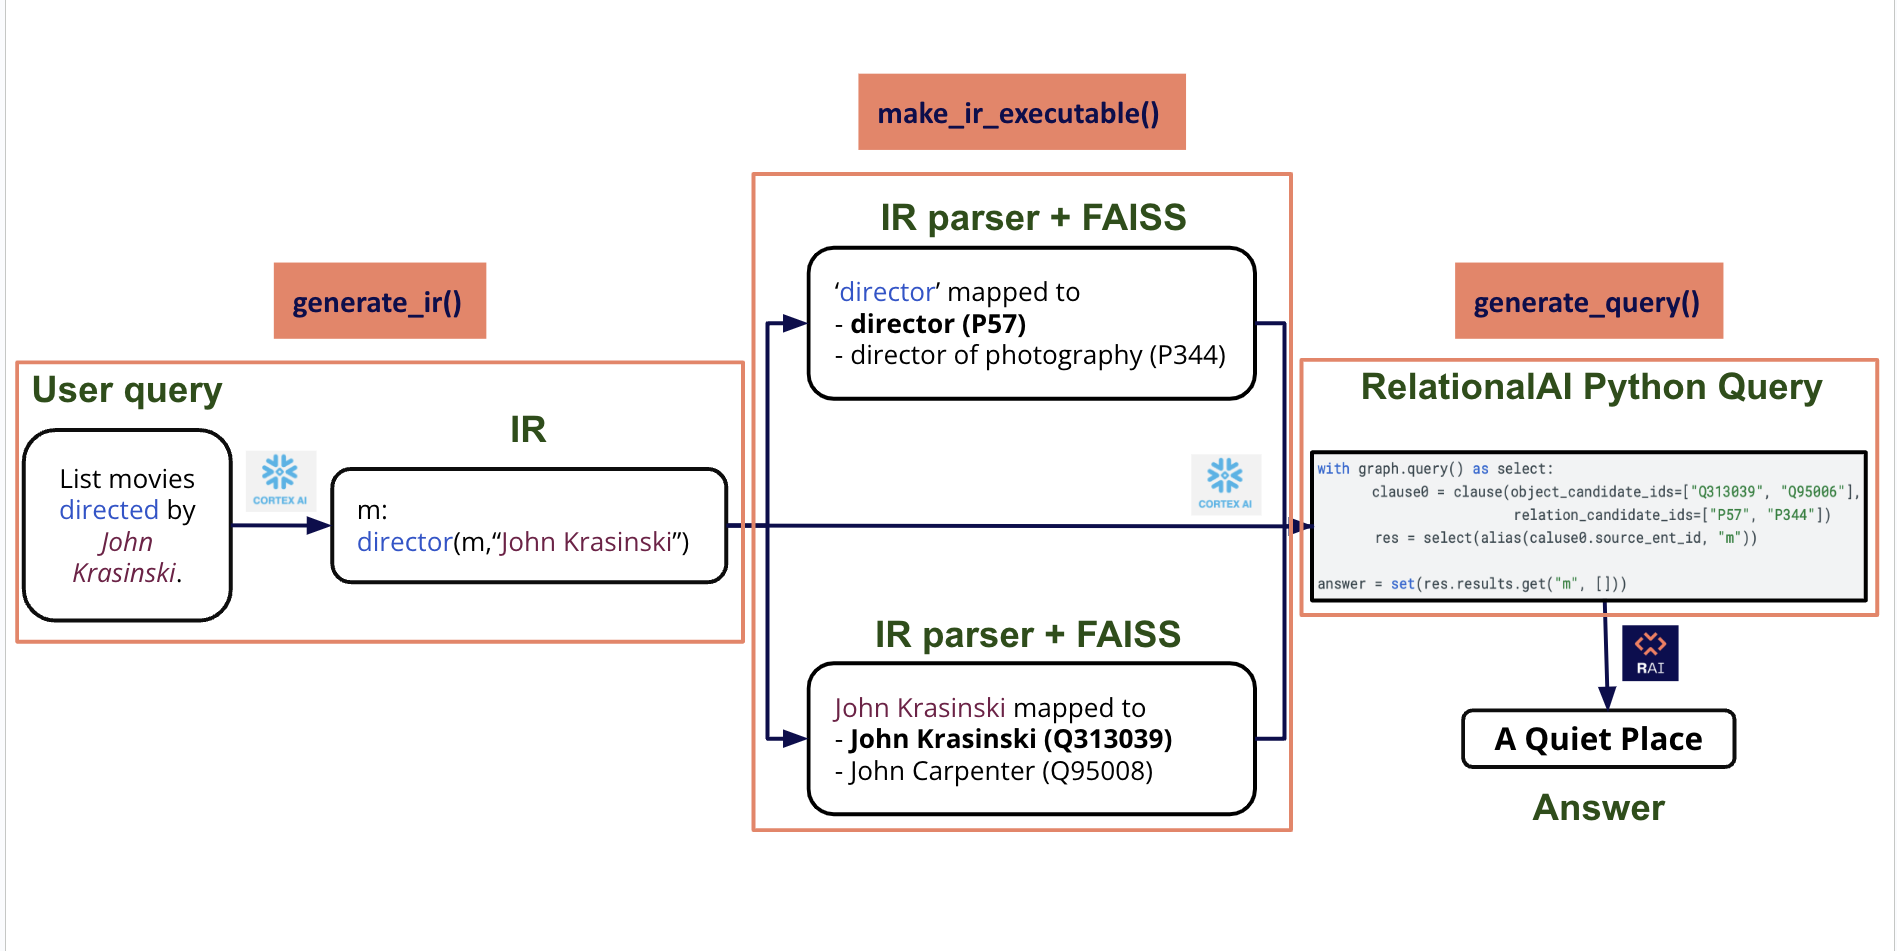 make_ir_executable()
generate_ir()
generate_query()
User query
List movies
directed by
John
Krasinski.
CORTEX AI
IR
m:
director(m,“John Krasinski”)
IR parser + FAISS
‘director’ mapped to
- director (P57)
- director of photography (P344)
CORTEX AI
IR parser + FAISS
John Krasinski mapped to
- John Krasinski (Q313039)
- John Carpenter (Q95008)
RelationalAI Python Query
with graph.query() as select:
clause0 = clause(object_candidate_ids=["Q313039", "Q95006"],
relation_candidate_ids=["P57", "P344"])
res = select(alias(caluse0.source_ent_id, "m"))
answer = set(res.results.get("m", []))
RAI
A Quiet Place
Answer